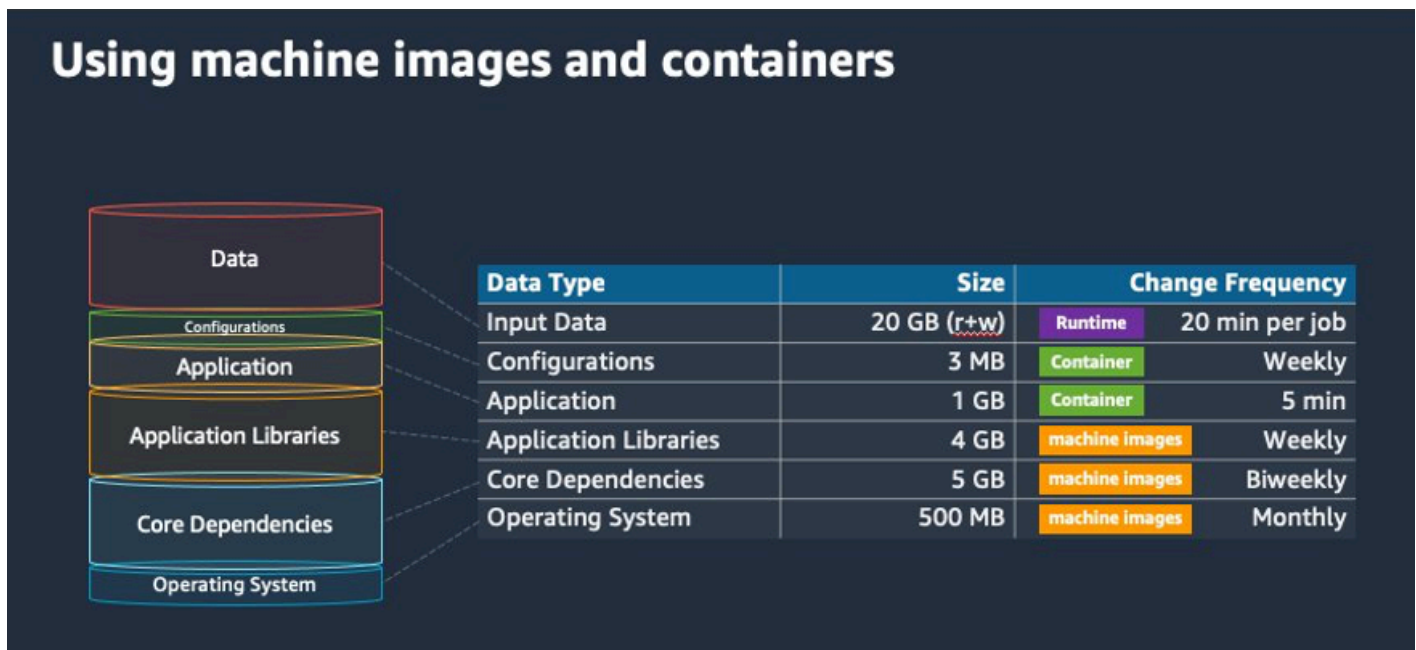 Using machine images and containers
Data
Configurations
Application
Application Libraries
Core Dependencies
Operating System
Data Type Size Change Frequency
Input Data 20 GB (r+w) Runtime 20 min per job
Configurations 3 MB Container Weekly
Application 1 GB Container 5 min
Application Libraries 4 GB machine images Weekly
Core Dependencies 5 GB machine images Biweekly
Operating System 500 MB machine images Monthly